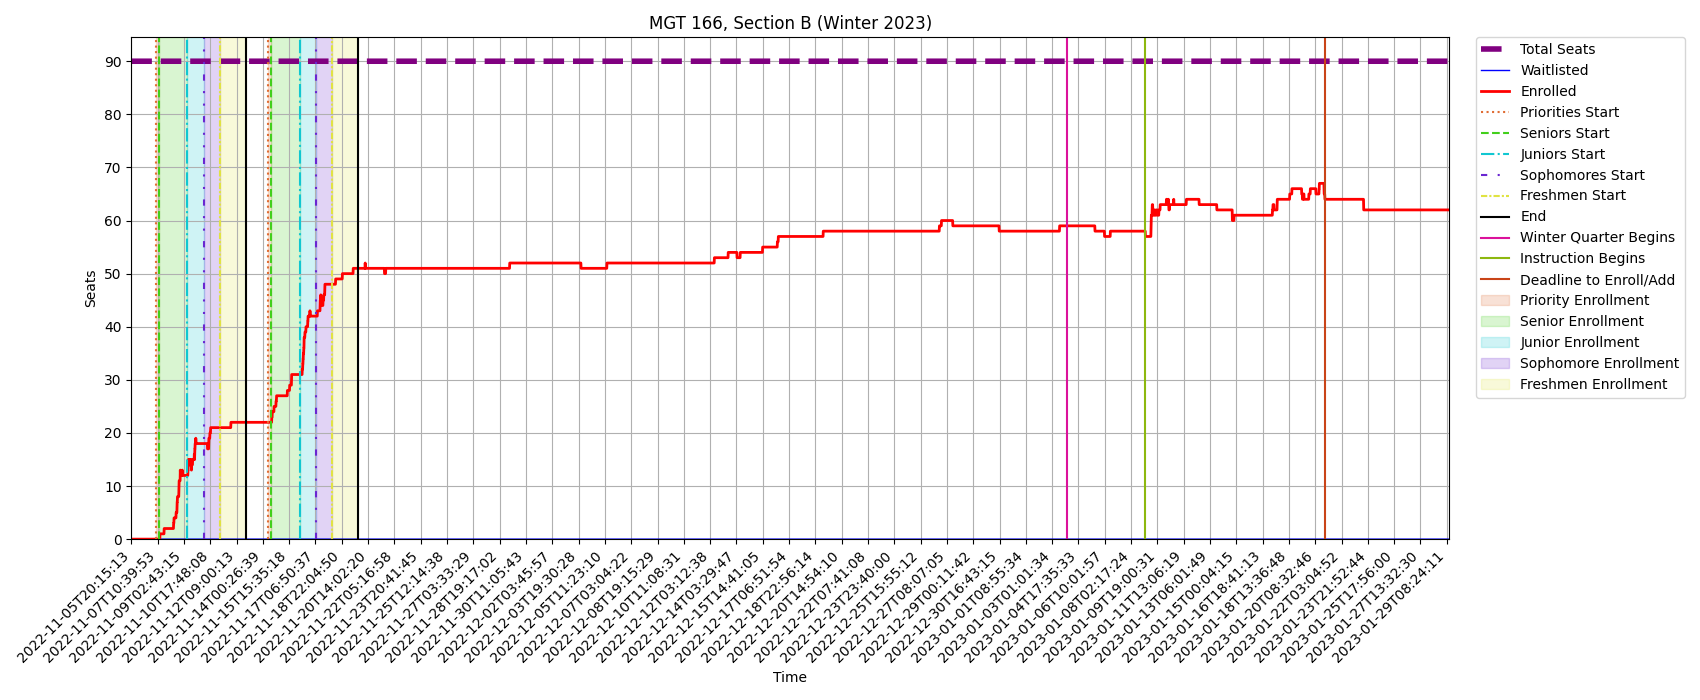 MGT 166, Section B (Winter 2023)
Seats
90
80
70
60
50
40
30
20
10
0
2022-11-05T20:15:13
2022-11-07T10:39:53
2022-11-09T02:43:15
2022-11-10T17:48:08
2022-11-12T09:00:13
2022-11-14T00:26:39
2022-11-15T15:35:18
2022-11-17T06:50:37
2022-11-18T22:04:50
2022-11-20T14:02:20
2022-11-22T05:16:58
2022-11-23T20:41:45
2022-11-25T12:14:38
2022-11-27T03:33:29
2022-11-28T19:17:02
2022-11-30T11:05:43
2022-12-02T03:45:57
2022-12-03T19:30:28
2022-12-05T11:23:10
2022-12-07T03:04:22
2022-12-08T19:15:29
2022-12-10T11:08:31
2022-12-12T03:12:38
2022-12-14T03:29:47
2022-12-15T14:41:05
2022-12-17T06:51:54
2022-12-18T22:56:14
2022-12-20T14:54:10
2022-12-22T07:41:08
2022-12-23T23:40:00
2022-12-25T15:55:12
2022-12-27T08:07:05
2022-12-29T00:11:42
2022-12-30T16:43:15
2023-01-01T08:55:34
2023-01-03T01:01:34
2023-01-04T17:35:33
2023-01-06T10:01:57
2023-01-08T02:17:24
2023-01-09T19:00:31
2023-01-11T13:06:19
2023-01-13T06:01:49
2023-01-15T00:04:15
2023-01-16T18:41:13
2023-01-18T13:36:48
2023-01-20T08:32:46
2023-01-22T03:04:52
2023-01-23T21:52:44
2023-01-25T17:56:00
2023-01-27T13:32:30
2023-01-29T08:24:11
Time
Total Seats
Waitlisted
Enrolled
Priorities Start
Seniors Start
Juniors Start
Sophomores Start
Freshmen Start
End
Winter Quarter Begins
Instruction Begins
Deadline to Enroll/Add
Priority Enrollment
Senior Enrollment
Junior Enrollment
Sophomore Enrollment
Freshmen Enrollment